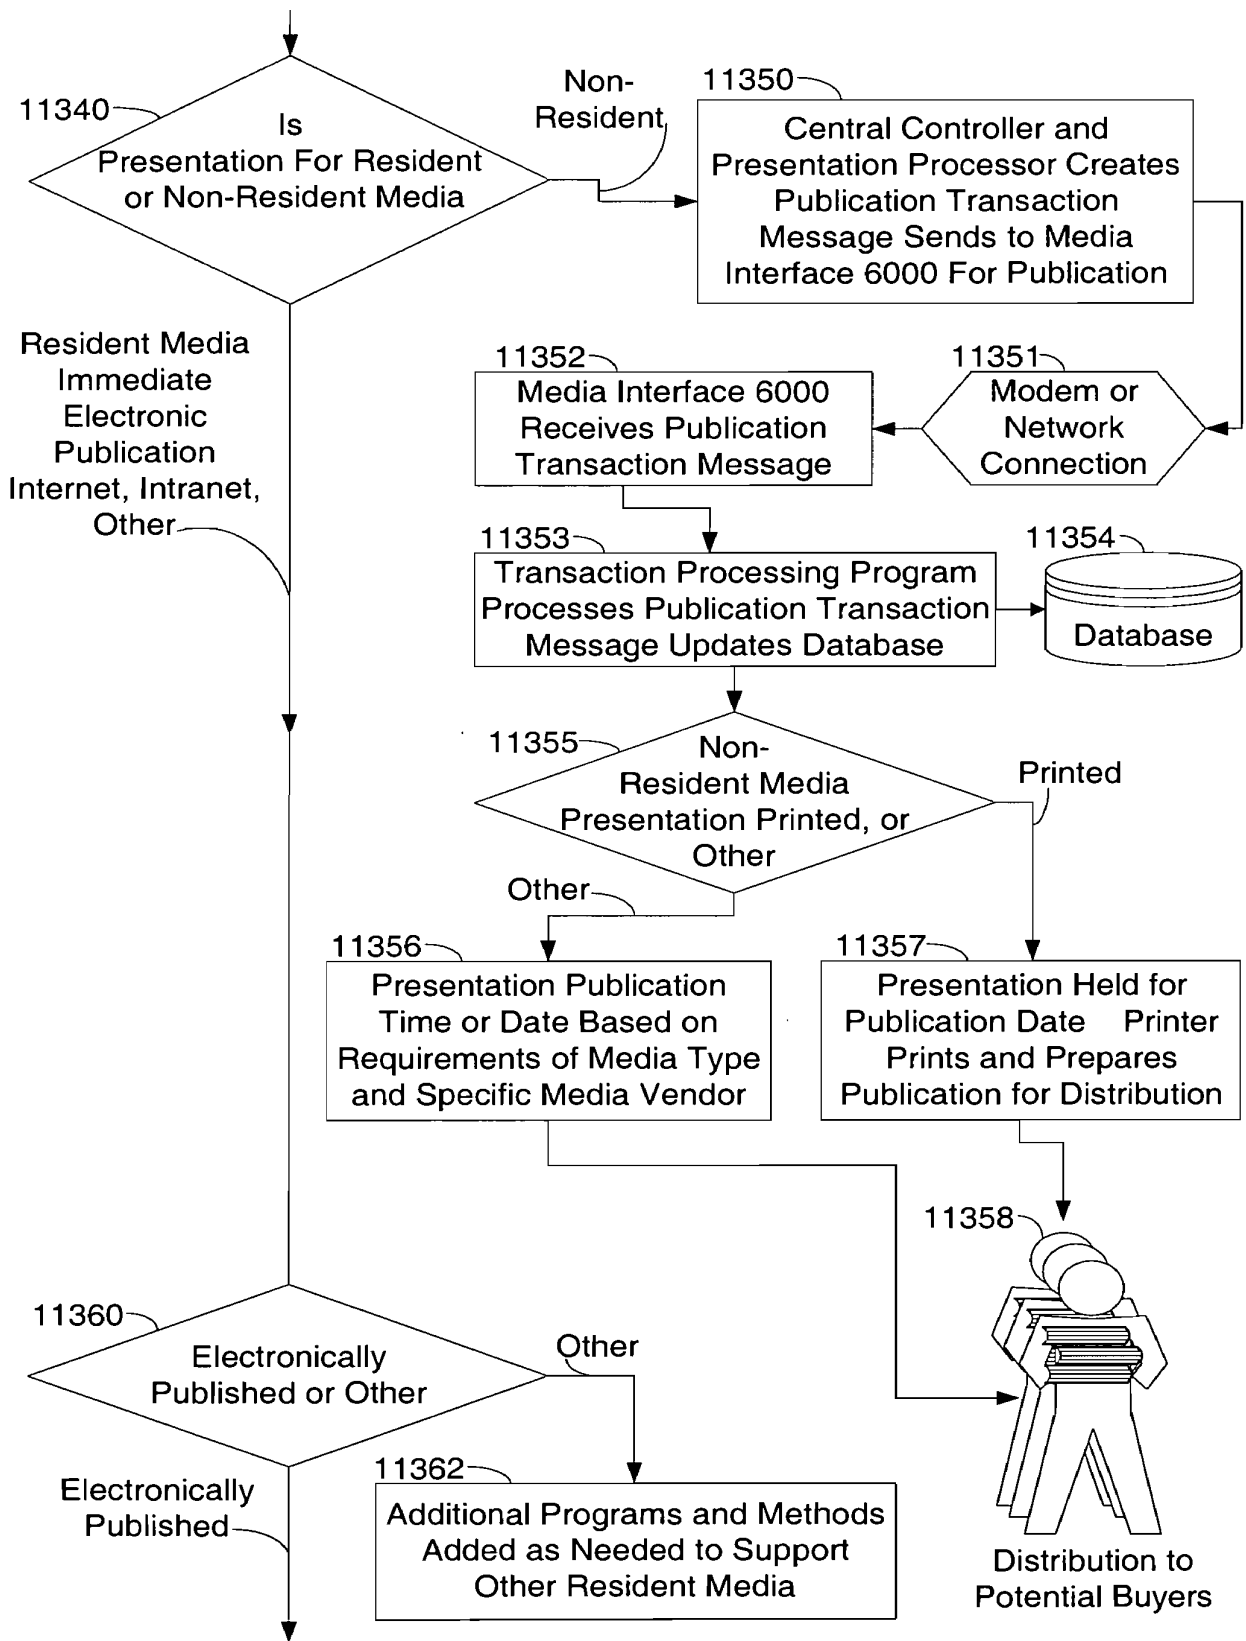 11340
Is
Presentation For Resident
or Non-Resident Media
Non-
Resident
11350
Central Controller and
Presentation Processor Creates
Publication Transaction
Message Sends to Media
Interface 6000 For Publication
Resident Media
Immediate
Electronic
Publication
Internet, Intranet,
Other
11351
Modem or
Network
Connection
11352
Media Interface 6000
Receives Publication
Transaction Message
11353
Transaction Processing Program
Processes Publication Transaction
Message Updates Database
11354
Database
11355
Non-
Resident Media
Presentation Printed, or
Other
Printed
Other
11356
Presentation Publication
Time or Date Based on
Requirements of Media Type
and Specific Media Vendor
11357
Presentation Held for
Publication Date Printer
Prints and Prepares
Publication for Distribution
11358
Distribution to
Potential Buyers
11360
Electronically
Published or Other
Other
11362
Additional Programs and Methods
Added as Needed to Support
Other Resident Media
Electronically
Published